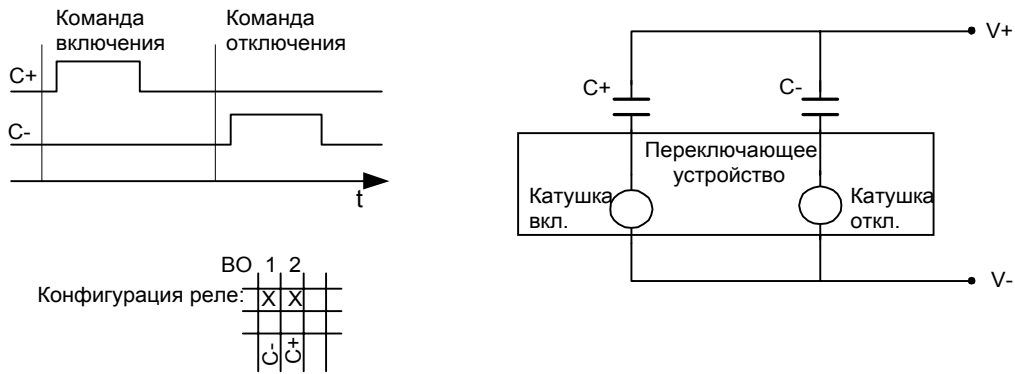 Команда
включения
Команда
отключения
C+
C-
t
C+
C-
V+
Переключающее
устройство
Катушка
вкл.
Катушка
откл.
V-
BO 1 2
Конфигурация реле: X X
C- C+